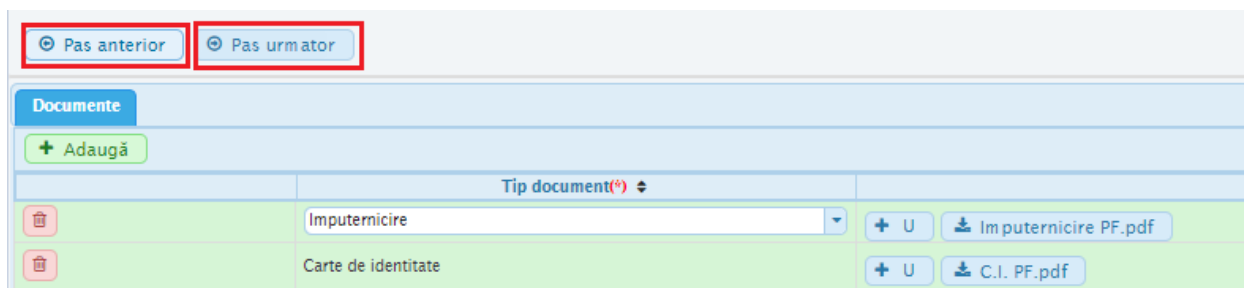 Pas anterior Pas urmator
Documente
+ Adaugă
Tip document(*)
Imputernicire + U Imputernicire PF.pdf
Carte de identitate + U C.I. PF.pdf